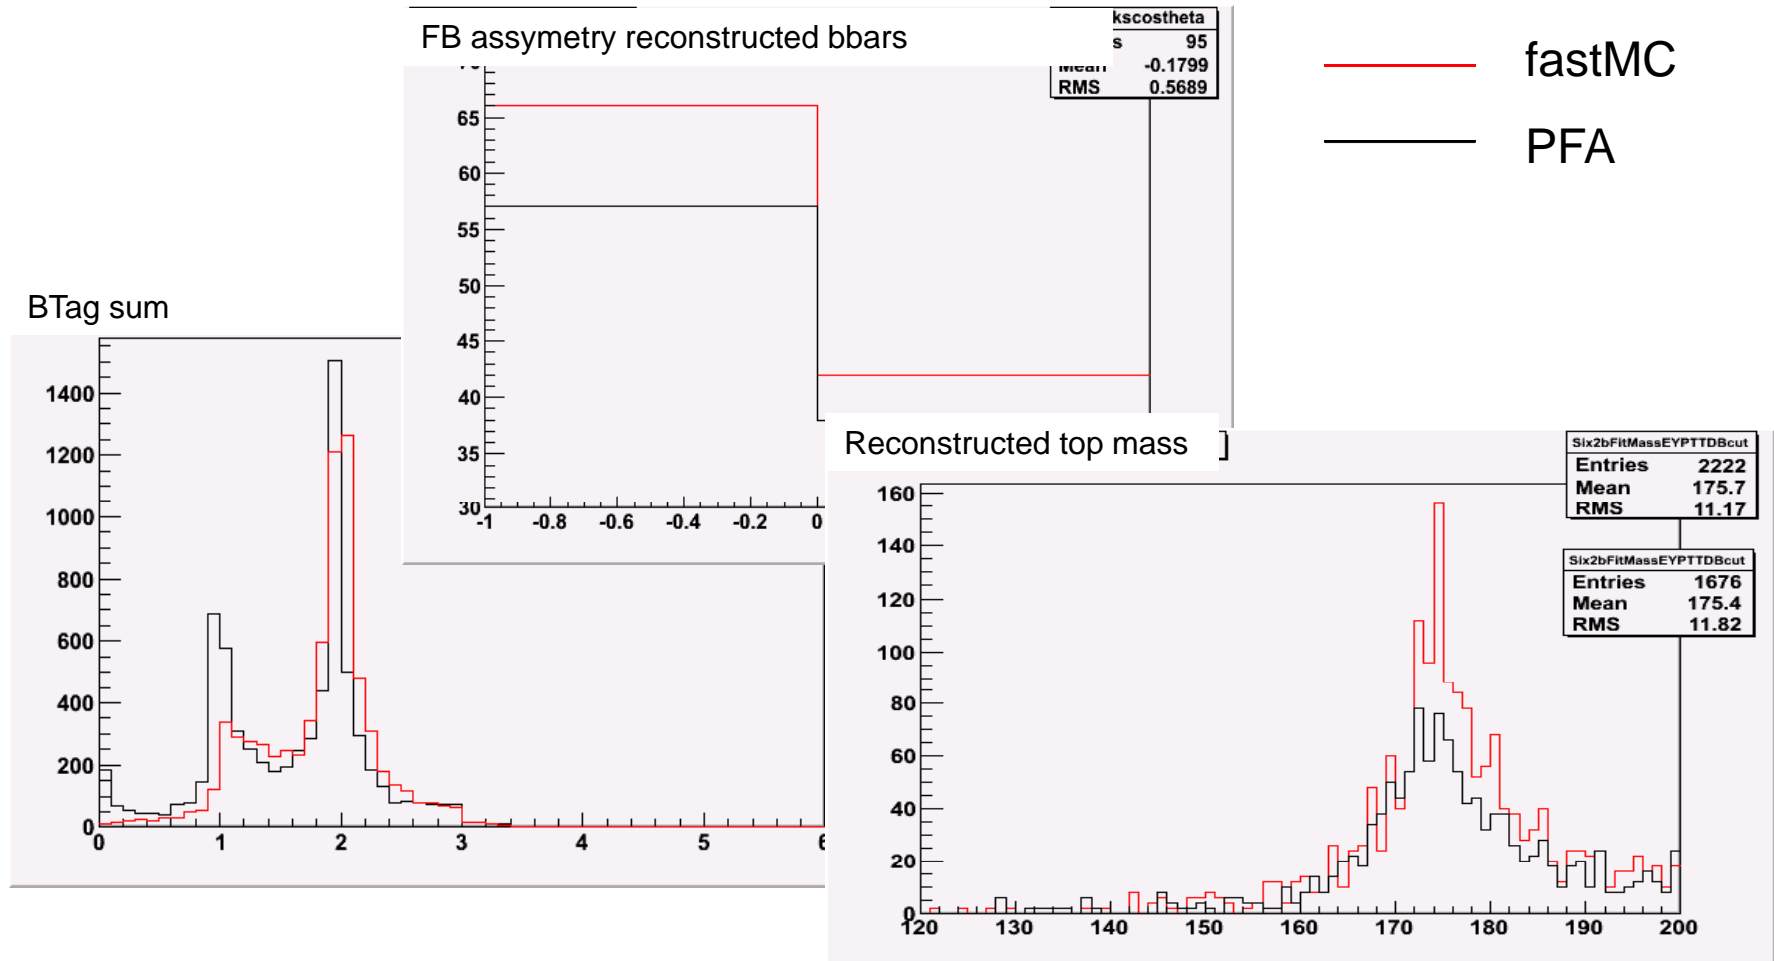 FB assymetry reconstructed bbars
kscostheta
s 95
Mean -0.1799
RMS 0.5689
fastMC
PFA
65
60
55
50
45
40
35
30
-1 -0.8 -0.6 -0.4 -0.2 0
BTag sum
1400
1200
1000
800
600
400
200
0
0 1 2 3 4 5 6
Reconstructed top mass
]
Six2bFitMassEYPTTDBcut
Entries 2222
Mean 175.7
RMS 11.17
Six2bFitMassEYPTTDBcut
Entries 1676
Mean 175.4
RMS 11.82
160
140
120
100
80
60
40
20
0
120 130 140 150 160 170 180 190 200